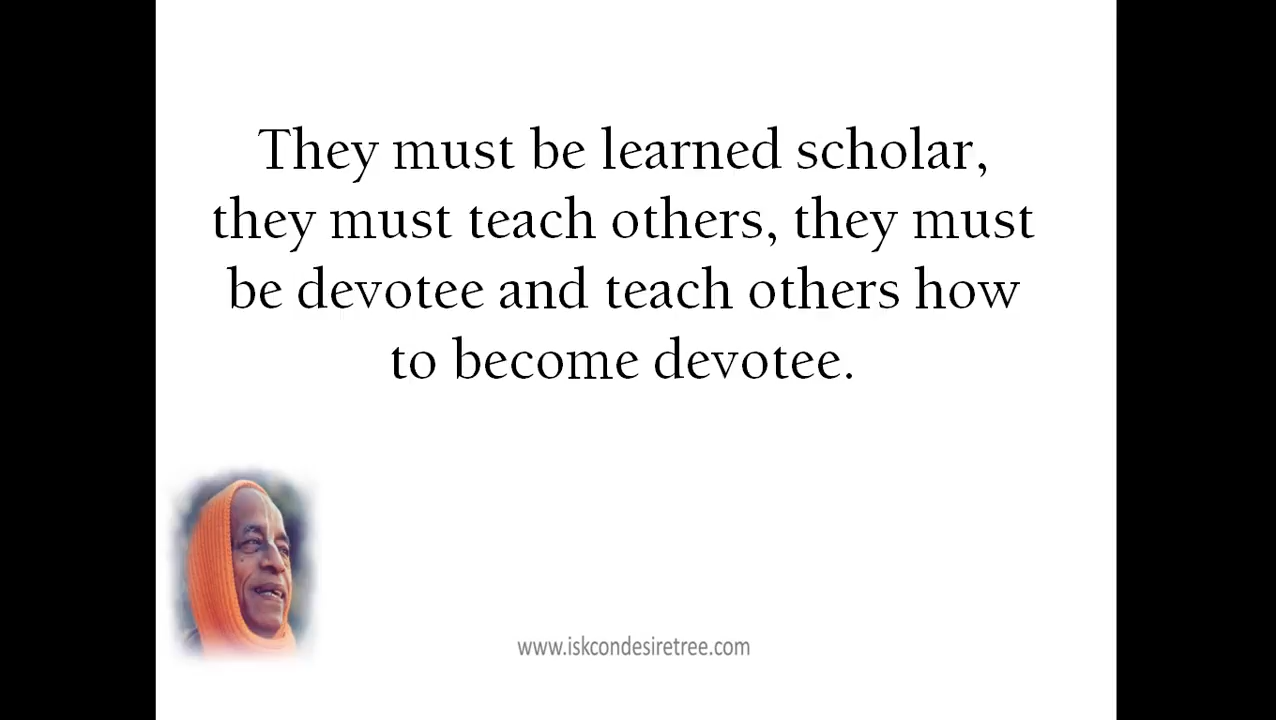 They must be learned scholar,
they must teach others, they must
be devotee and teach others how
to become devotee.
www.iskcondesiretree.com